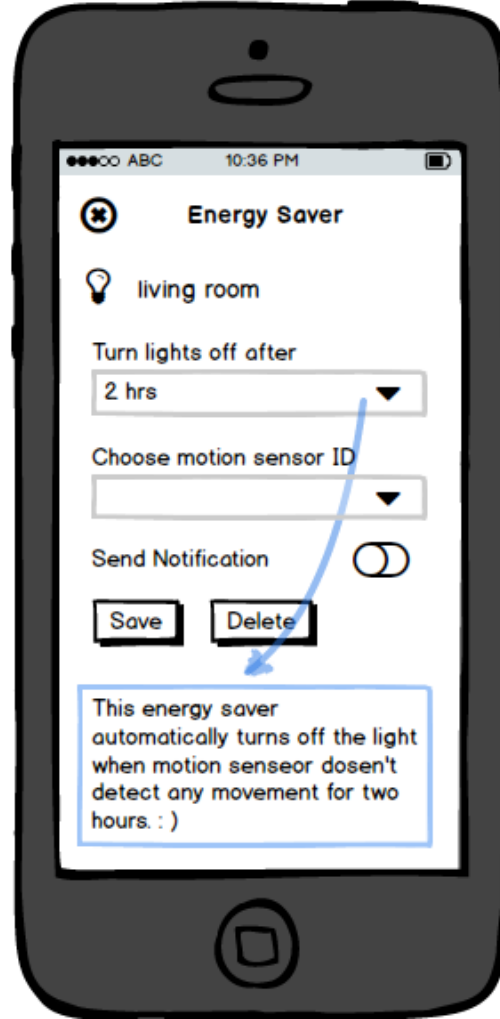 ABC 10:36 PM
Energy Saver
living room
Turn lights off after
2 hrs
Choose motion sensor ID
Send Notification
Save Delete
This energy saver
automatically turns off the light
when motion senseor dosen't
detect any movement for two
hours. : )